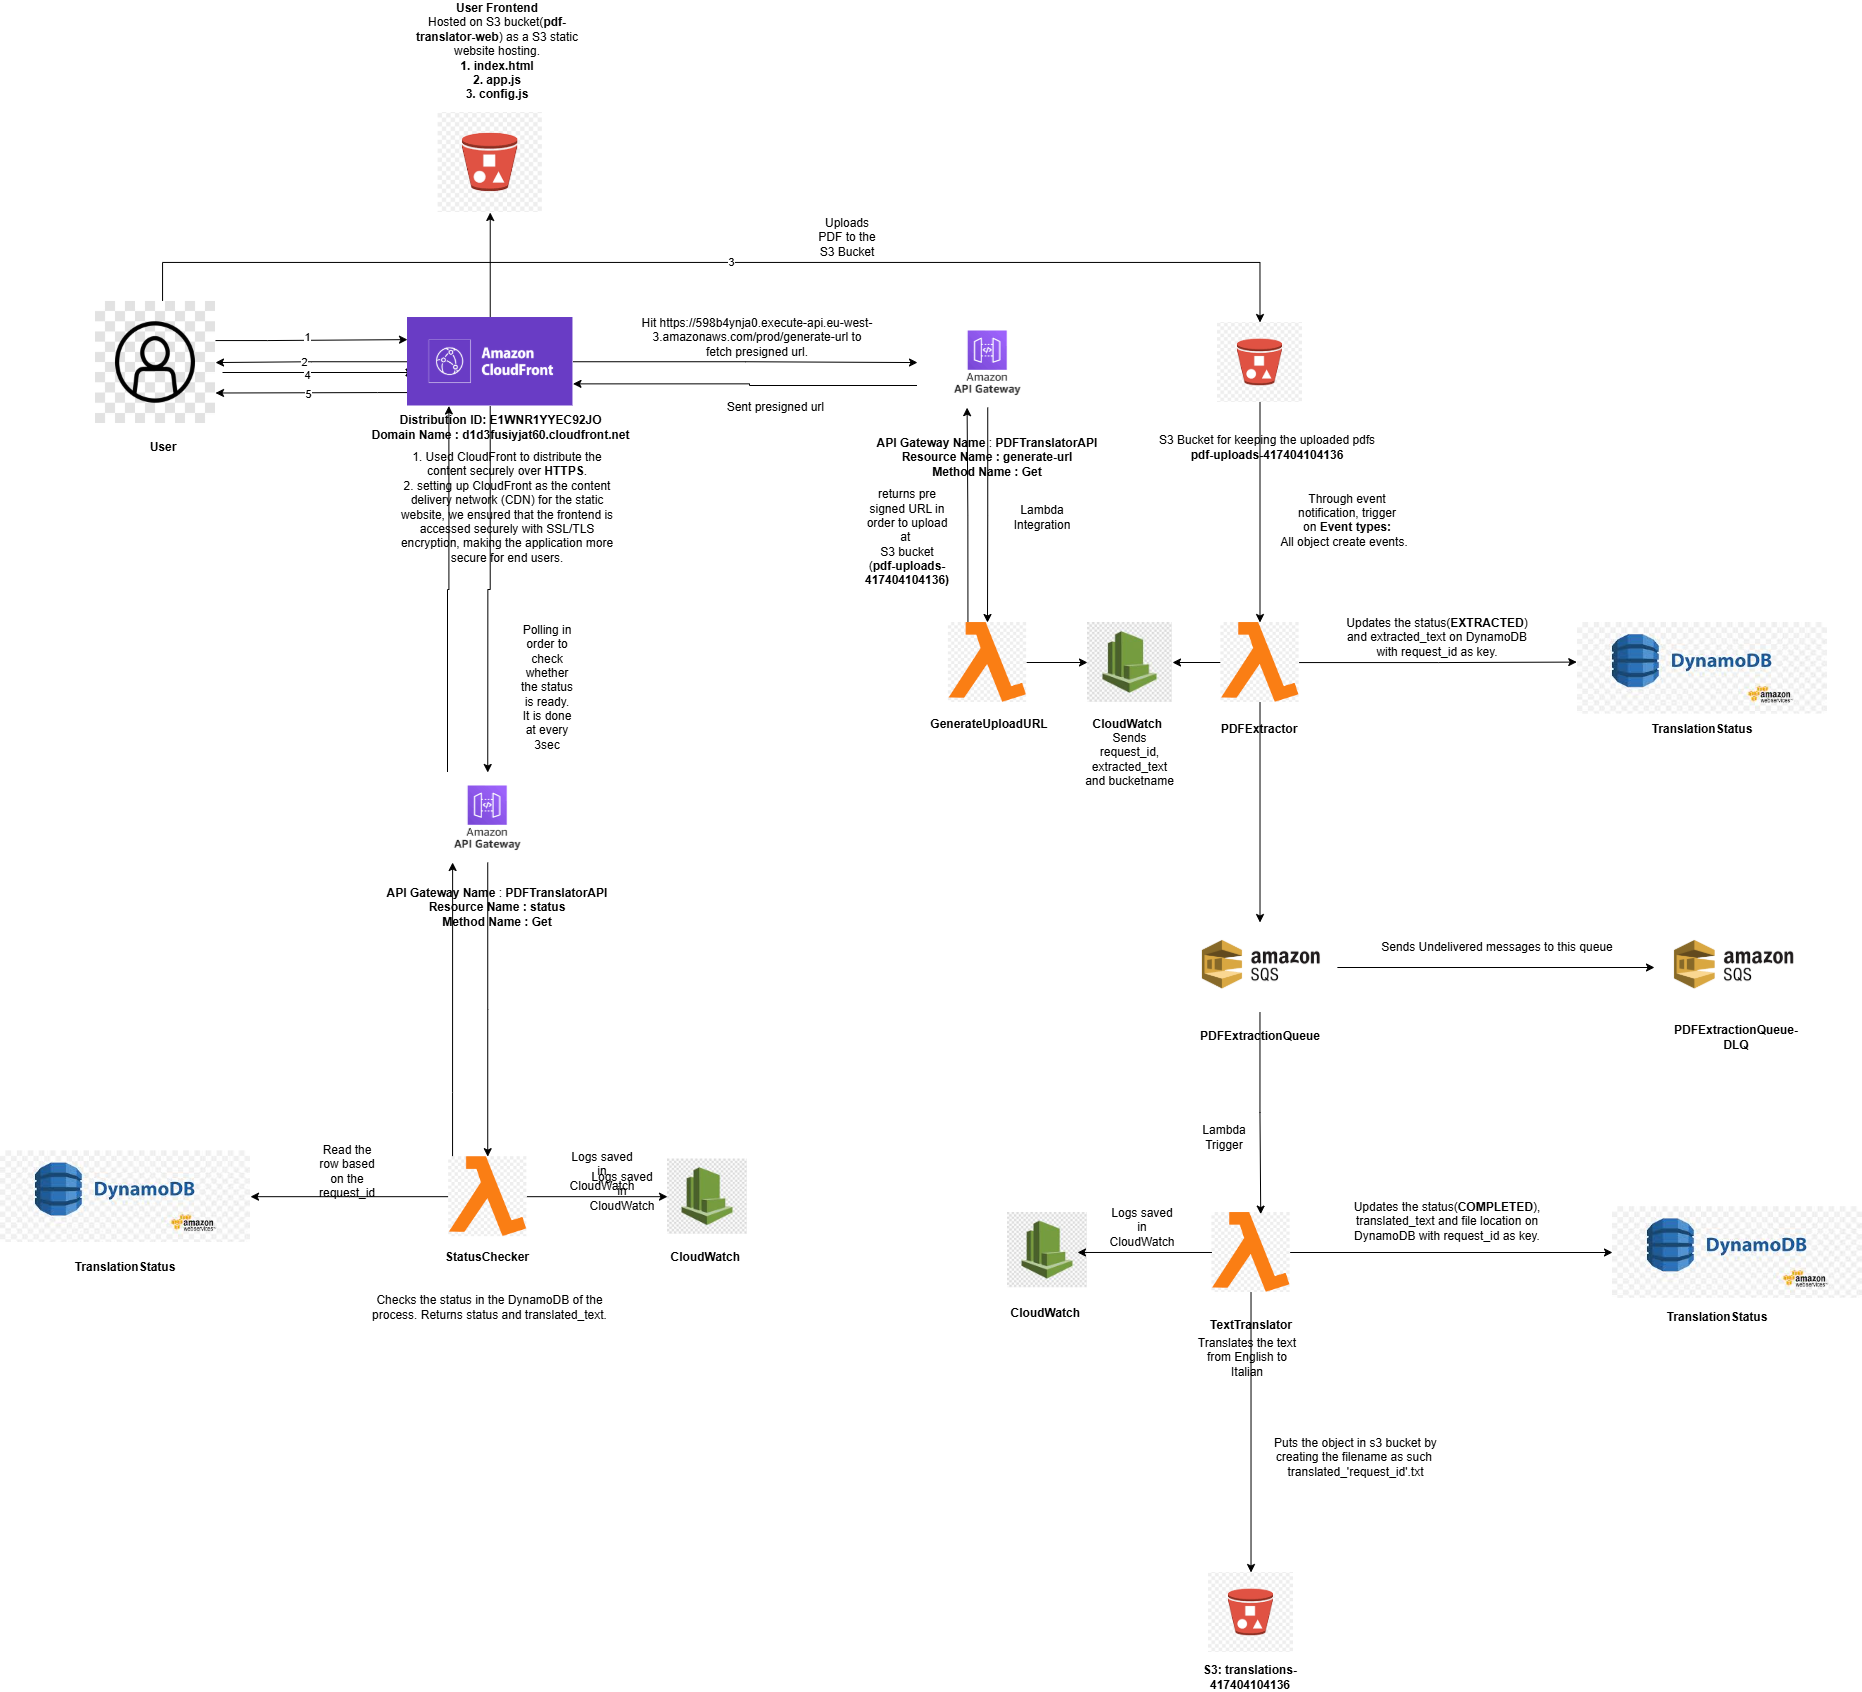 User Frontend
Hosted on S3 bucket(pdf-
translator-web) as a S3 static
website hosting.
1. index.html
2. app.js
3. config.js
Uploads
PDF to the
S3 Bucket
3
1
2
4
5
User
Amazon
CloudFront
Distribution ID: E1WNR1YYEC92JO
Domain Name : d1d3fusiyjat60.cloudfront.net
1. Used CloudFront to distribute the
content securely over HTTPS.
2. setting up CloudFront as the content
delivery network (CDN) for the static
website, we ensured that the frontend is
accessed securely with SSL/TLS
encryption, making the application more
secure for end users.
Hit https://598b4ynja0.execute-api.eu-west-
3.amazonaws.com/prod/generate-url to
fetch presigned url.
Sent presigned url
Amazon
API Gateway
API Gateway Name : PDFTranslatorAPI
Resource Name : generate-url
Method Name : Get
returns pre
signed URL in
order to upload
at
S3 bucket
(pdf-uploads-
417404104136)
Lambda
Integration
S3 Bucket for keeping the uploaded pdfs
pdf-uploads-417404104136
Through event
notification, trigger
on Event types:
All object create events.
GenerateUploadURL
CloudWatch
Sends
request_id,
extracted_text
and bucketname
PDFExtractor
Updates the status(EXTRACTED)
and extracted_text on DynamoDB
with request_id as key.
DynamoDB
amazon
webservices™
TranslationStatus
Polling in
order to
check
whether
the status
is ready.
It is done
at every
3sec
Amazon
API Gateway
API Gateway Name : PDFTranslatorAPI
Resource Name : status
Method Name : Get
amazon
SQS
PDFExtractionQueue
Sends Undelivered messages to this queue
amazon
SQS
PDFExtractionQueue-
DLQ
Lambda
Trigger
DynamoDB
amazon
webservices™
TranslationStatus
Read the
row based
on the
request_id
StatusChecker
Checks the status in the DynamoDB of the
process. Returns status and translated_text.
Logs saved
in
CloudWatch
Logs saved
in
CloudWatch
CloudWatch
CloudWatch
Logs saved
in
CloudWatch
TextTranslator
Translates the text
from English to
Italian
Updates the status(COMPLETED),
translated_text and file location on
DynamoDB with request_id as key.
DynamoDB
amazon
webservices™
TranslationStatus
Puts the object in s3 bucket by
creating the filename as such
translated_'request_id'.txt
S3: translations-
417404104136